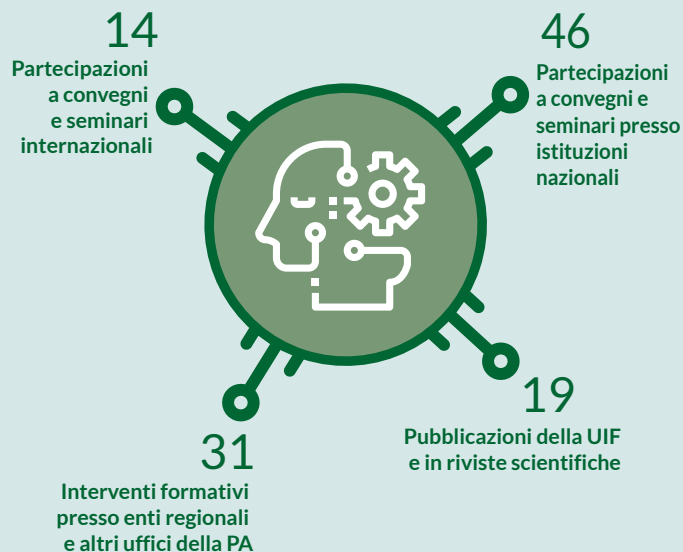 14
Partecipazioni
a convegni
e seminari
internazionali
46
Partecipazioni
a convegni e
seminari presso
istituzioni
nazionali
31
Interventi formativi
presso enti regionali
e altri uffici della PA
19
Pubblicazioni della UIF
e in riviste scientifiche